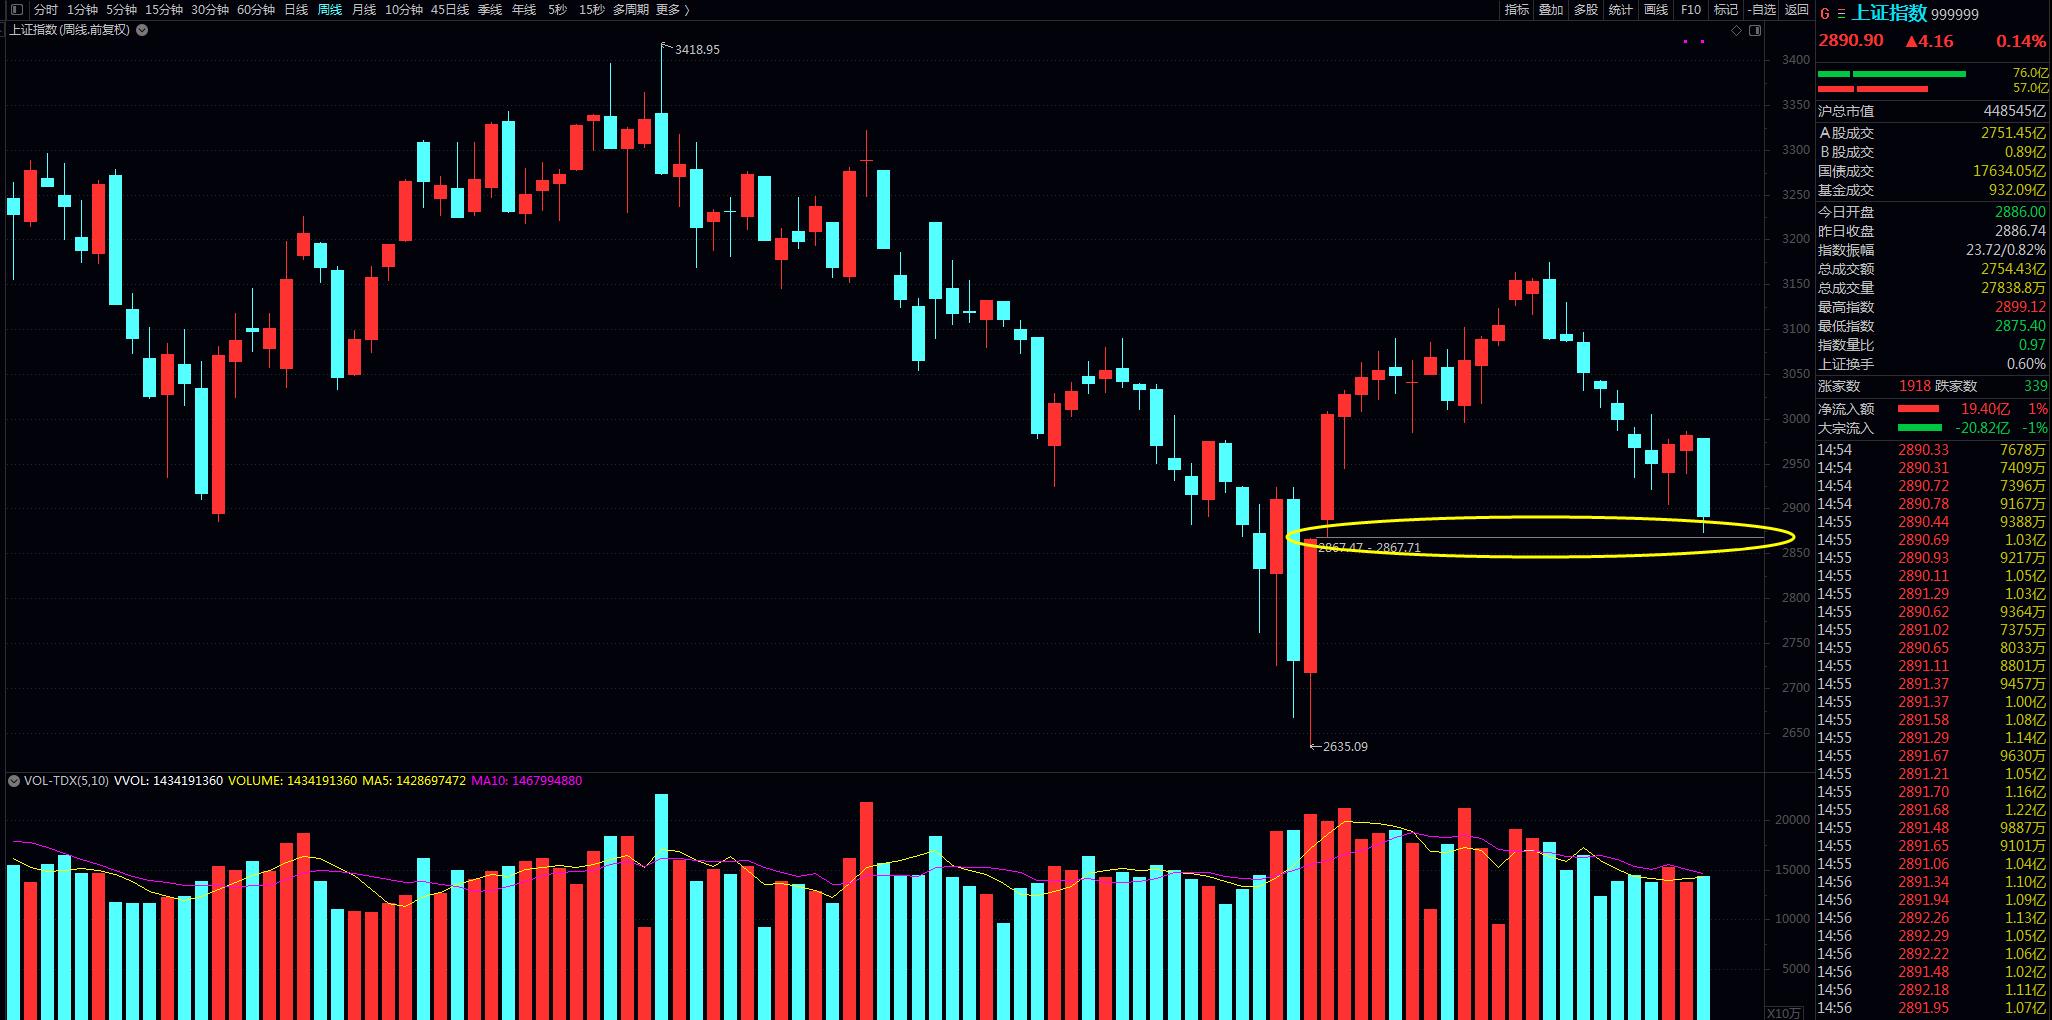 分时 1分钟 5分钟 15分钟 30分钟 60分钟 日线 周线 月线 10分钟 45日线 季线 年线 5秒 15秒 多周期 更多 〉
指标 叠加 多股 统计 画线 F10 标记 -自选 返回
上证指数(周线.前复权)
3418.95
2867.47 - 2867.71
2635.09
3400
3350
3300
3250
3200
3150
3100
3050
3000
2950
2900
2850
2800
2750
2700
2650
VOL-TDX(5,10) VVOL: 1434191360 VOLUME: 1434191360 MA5: 1428697472 MA10: 1467994880
20000
15000
10000
5000
X10万
G 上证指数 999999
2890.90 ▲4.16 0.14%
76.0亿
57.0亿
沪总市值 448545亿
A股成交 2751.45亿
B股成交 0.89亿
国债成交 17634.05亿
基金成交 932.09亿
今日开盘 2886.00
昨日收盘 2886.74
指数振幅 23.72/0.82%
总成交额 2754.43亿
总成交量 27838.8万
最高指数 2899.12
最低指数 2875.40
指数量比 0.97
上证换手 0.60%
涨家数 1918 跌家数 339
净流入额 19.40亿 1%
大宗流入 -20.82亿 -1%
14:54 2890.33 7678万
14:54 2890.31 7409万
14:54 2890.72 7396万
14:54 2890.78 9167万
14:55 2890.44 9388万
14:55 2890.69 1.03亿
14:55 2890.93 9217万
14:55 2890.11 1.05亿
14:55 2891.29 1.03亿
14:55 2890.62 9364万
14:55 2891.02 7375万
14:55 2890.65 8033万
14:55 2891.11 8801万
14:55 2891.37 9457万
14:55 2891.37 1.00亿
14:55 2891.58 1.08亿
14:55 2891.29 1.14亿
14:55 2891.67 9630万
14:55 2891.21 1.05亿
14:55 2891.70 1.16亿
14:55 2891.68 1.22亿
14:55 2891.48 9887万
14:55 2891.65 9101万
14:55 2891.06 1.04亿
14:56 2891.34 1.10亿
14:56 2891.94 1.09亿
14:56 2892.26 1.13亿
14:56 2892.29 1.05亿
14:56 2892.22 1.06亿
14:56 2891.48 1.02亿
14:56 2892.18 1.11亿
14:56 2891.95 1.07亿